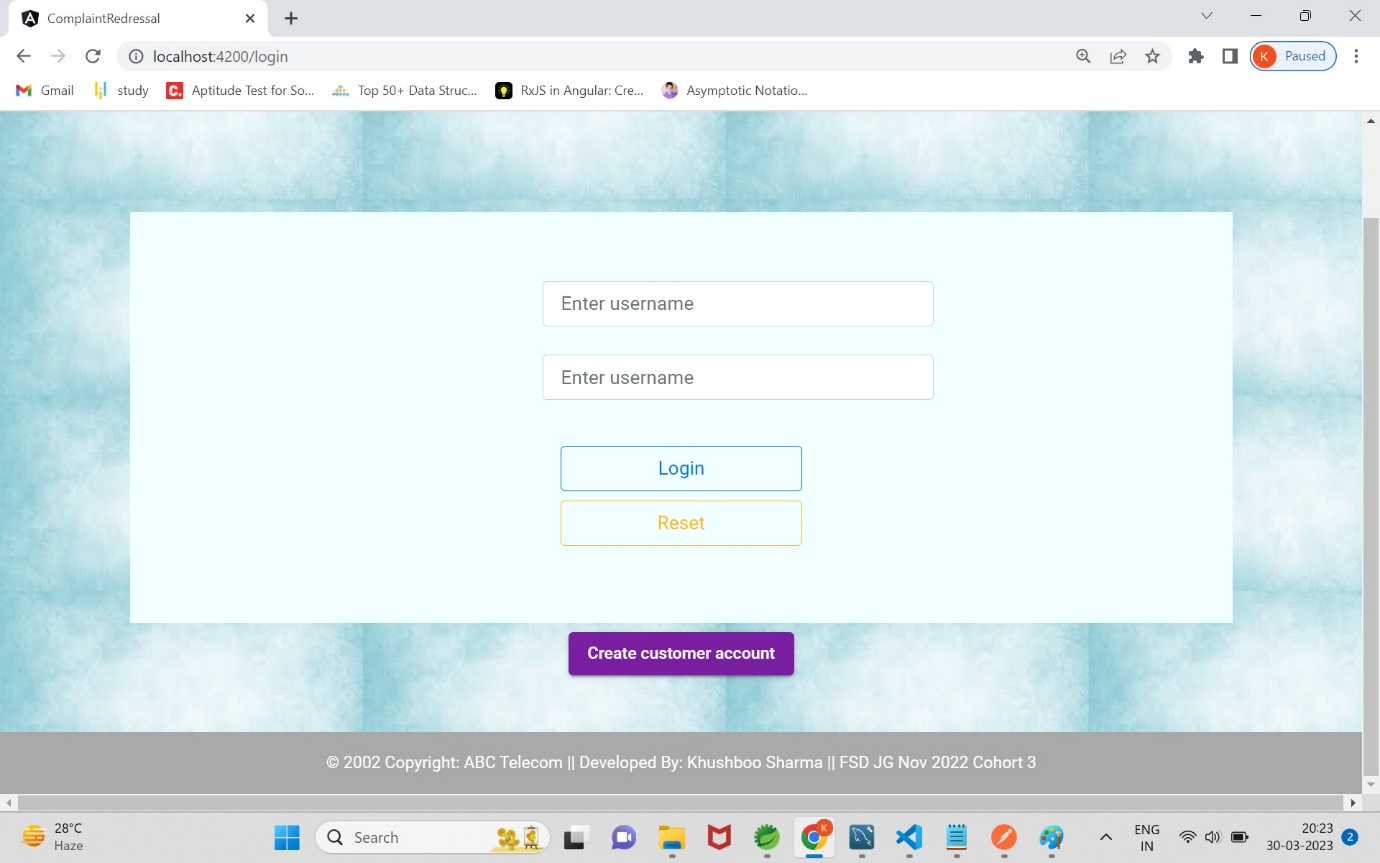 ComplaintRedressal
localhost:4200/login
K Paused
Gmail study C. Aptitude Test for So... Top 50+ Data Struc... RxJS in Angular: Cre... Asymptotic Notatio...
Enter username
Enter username
Login
Reset
Create customer account
© 2002 Copyright: ABC Telecom || Developed By: Khushboo Sharma || FSD JG Nov 2022 Cohort 3
28°C
Haze
Search
K
ENG
IN
20:23
30-03-2023
2